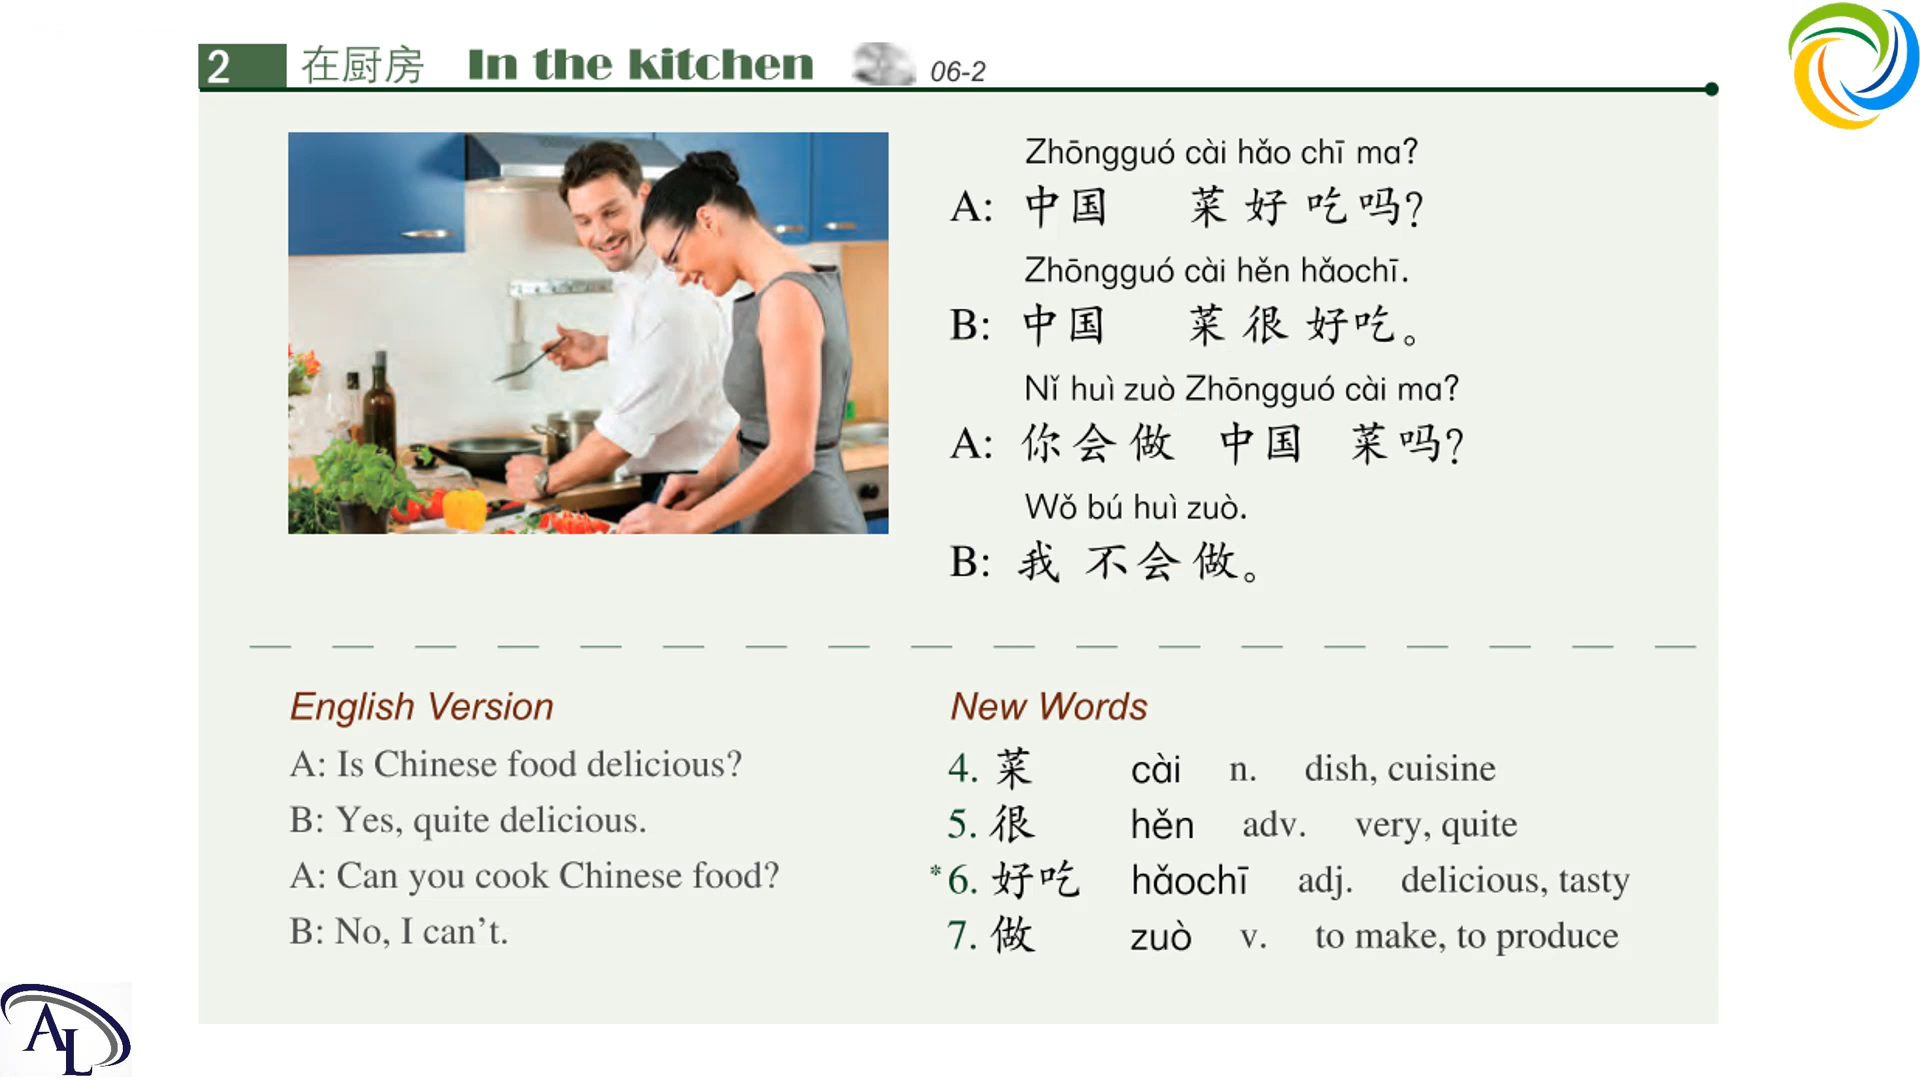 2 在厨房 In the kitchen 06-2
Zhōngguó cài hǎo chī ma?
A: 中国 菜 好 吃 吗?
Zhōngguó cài hěn hǎochī.
B: 中国 菜 很 好吃。
Nǐ huì zuò Zhōngguó cài ma?
A: 你 会 做 中国 菜 吗?
Wǒ bú huì zuò.
B: 我 不 会 做。
English Version
A: Is Chinese food delicious?
B: Yes, quite delicious.
A: Can you cook Chinese food?
B: No, I can't.
New Words
4. 菜 cài n. dish, cuisine
5. 很 hěn adv. very, quite
*6. 好吃 hǎochī adj. delicious, tasty
7. 做 zuò v. to make, to produce
AL